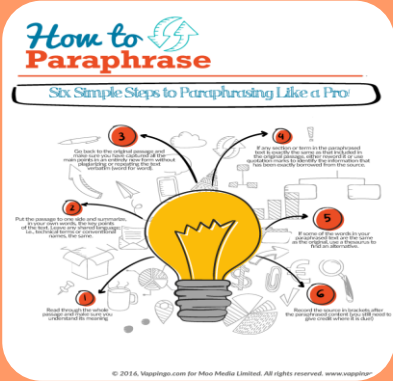 How to
Paraphrase
Six Simple Steps to Paraphrasing Like a Pro!
3
Go back to the original passage and
make sure you have captured all the
main points in an entirely new form without
plagiarizing or repeating the text
verbatim (word for word).
4
If any section or term in the paraphrased
text is exactly the same as that included in
the original passage, either reword it or use
quotation marks to identify the information that
has been exactly borrowed from the source.
2
Put the passage to one side and summarize,
in your own words, the key points
of the text. Leave any shared language,
i.e., technical terms or conventional
names, the same.
5
If some of the words in your
paraphrased text are the same
as the original, use a thesaurus to
find an alternative.
1
Read through the whole
passage and make sure you
understand its meaning
6
Record the source in brackets after
the paraphrased content (you still need to
give credit where it is due!)
© 2016, Vappingo.com for Moo Media Limited. All rights reserved. www.vapping